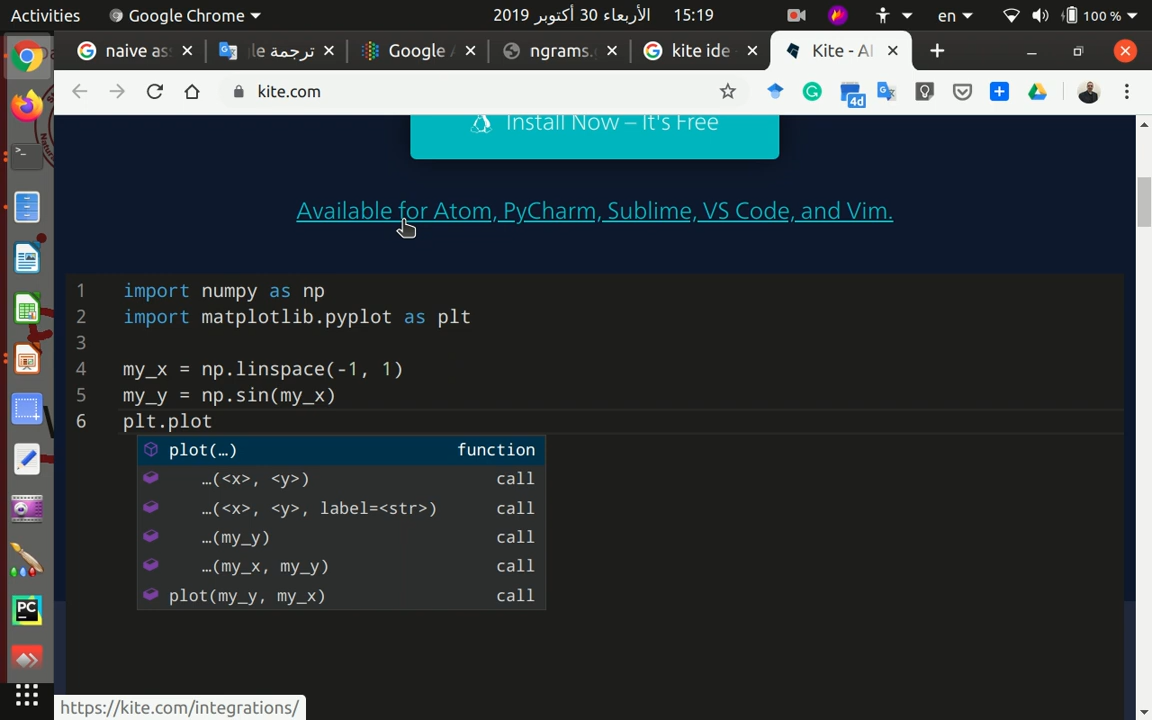 Activities Google Chrome الأربعاء 30 أكتوبر 2019 15:19 en 100 %
naive as ترجمة Google ngrams. kite ide Kite - AI
kite.com 4d
Install Now – It's Free
Available for Atom, PyCharm, Sublime, VS Code, and Vim.
1 import numpy as np
2 import matplotlib.pyplot as plt
3
4 my_x = np.linspace(-1, 1)
5 my_y = np.sin(my_x)
6 plt.plot
plot(…) function
…(<x>, <y>) call
…(<x>, <y>, label=<str>) call
…(my_y) call
…(my_x, my_y) call
plot(my_y, my_x) call
PC
https://kite.com/integrations/